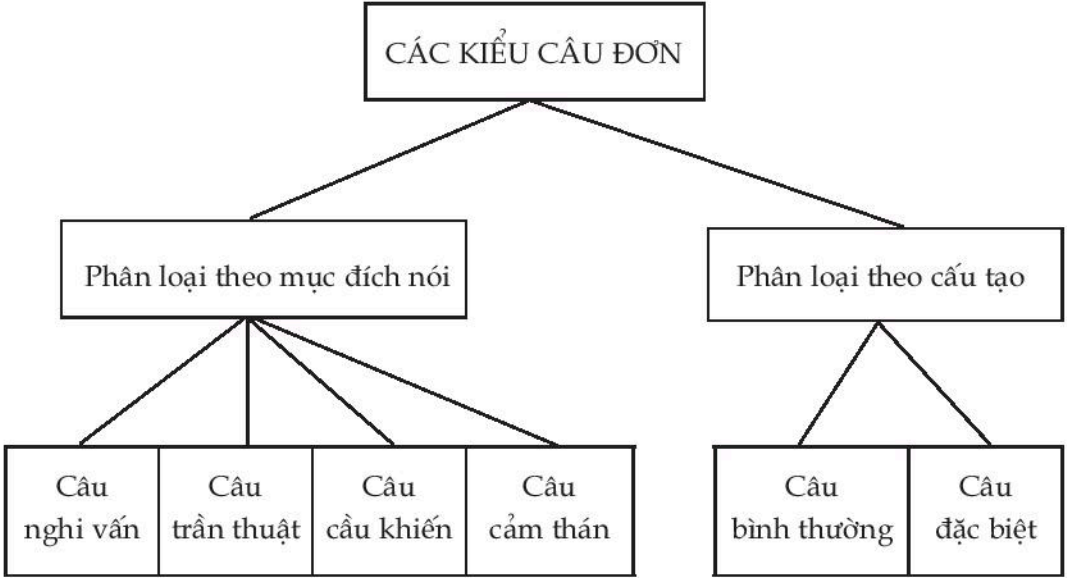 CÁC KIỂU CÂU ĐƠN
Phân loại theo mục đích nói
Phân loại theo cấu tạo
Câu
nghi vấn
Câu
trần thuật
Câu
cầu khiến
Câu
cảm thán
Câu
bình thường
Câu
đặc biệt